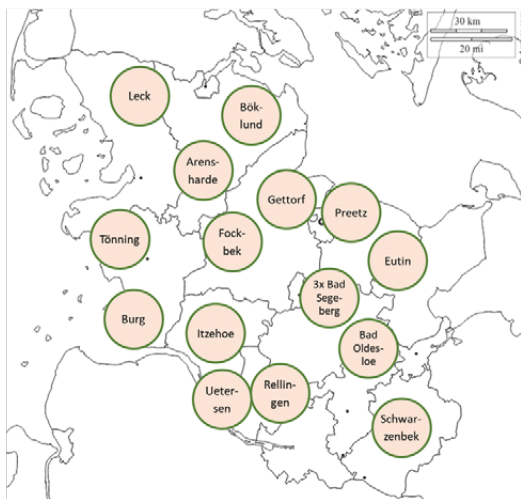 30 km
20 mi
Leck
Bök-
lund
Arens-
harde
Gettorf
Preetz
Tönning
Fock-
bek
Eutin
3x Bad
Sege-
berg
Burg
Itzehoe
Bad
Oldes-
loe
Ueter-
sen
Rellin-
gen
Schwar-
zenbek